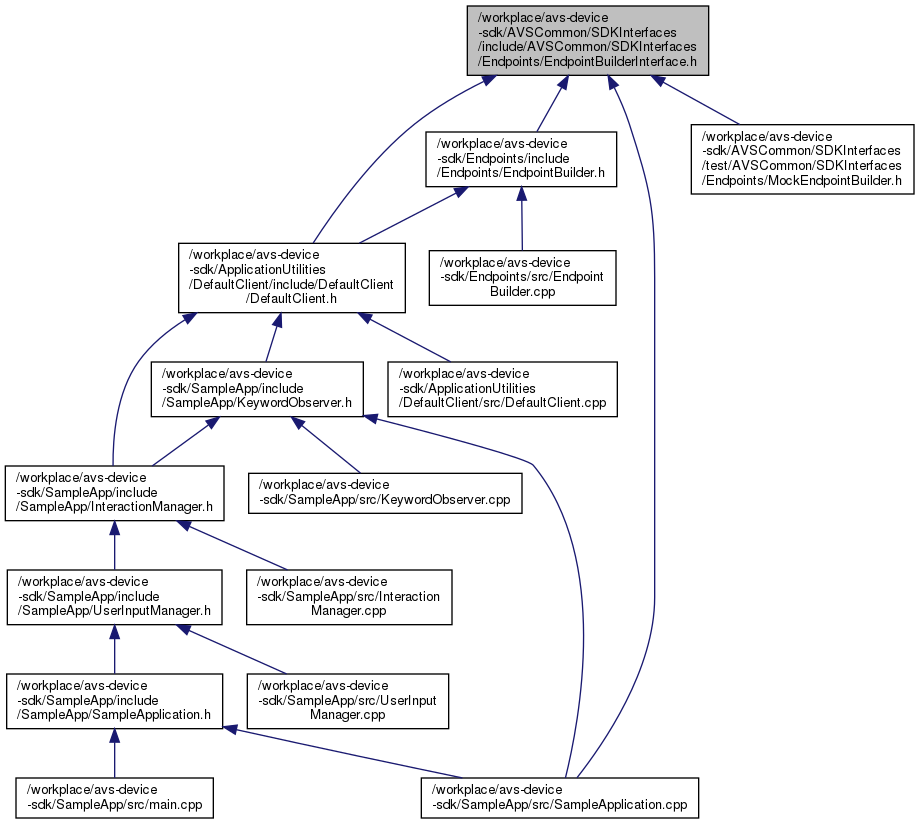 /workplace/avs-device
-sdk/AVSCommon/SDKInterfaces
/include/AVSCommon/SDKInterfaces
/Endpoints/EndpointBuilderInterface.h
/workplace/avs-device
-sdk/Endpoints/include
/Endpoints/EndpointBuilder.h
/workplace/avs-device
-sdk/AVSCommon/SDKInterfaces
/test/AVSCommon/SDKInterfaces
/Endpoints/MockEndpointBuilder.h
/workplace/avs-device
-sdk/ApplicationUtilities
/DefaultClient/include/DefaultClient
/DefaultClient.h
/workplace/avs-device
-sdk/Endpoints/src/Endpoint
Builder.cpp
/workplace/avs-device
-sdk/SampleApp/include
/SampleApp/KeywordObserver.h
/workplace/avs-device
-sdk/ApplicationUtilities
/DefaultClient/src/DefaultClient.cpp
/workplace/avs-device
-sdk/SampleApp/include
/SampleApp/InteractionManager.h
/workplace/avs-device
-sdk/SampleApp/src/KeywordObserver.cpp
/workplace/avs-device
-sdk/SampleApp/include
/SampleApp/UserInputManager.h
/workplace/avs-device
-sdk/SampleApp/src/Interaction
Manager.cpp
/workplace/avs-device
-sdk/SampleApp/include
/SampleApp/SampleApplication.h
/workplace/avs-device
-sdk/SampleApp/src/UserInput
Manager.cpp
/workplace/avs-device
-sdk/SampleApp/src/main.cpp
/workplace/avs-device
-sdk/SampleApp/src/SampleApplication.cpp